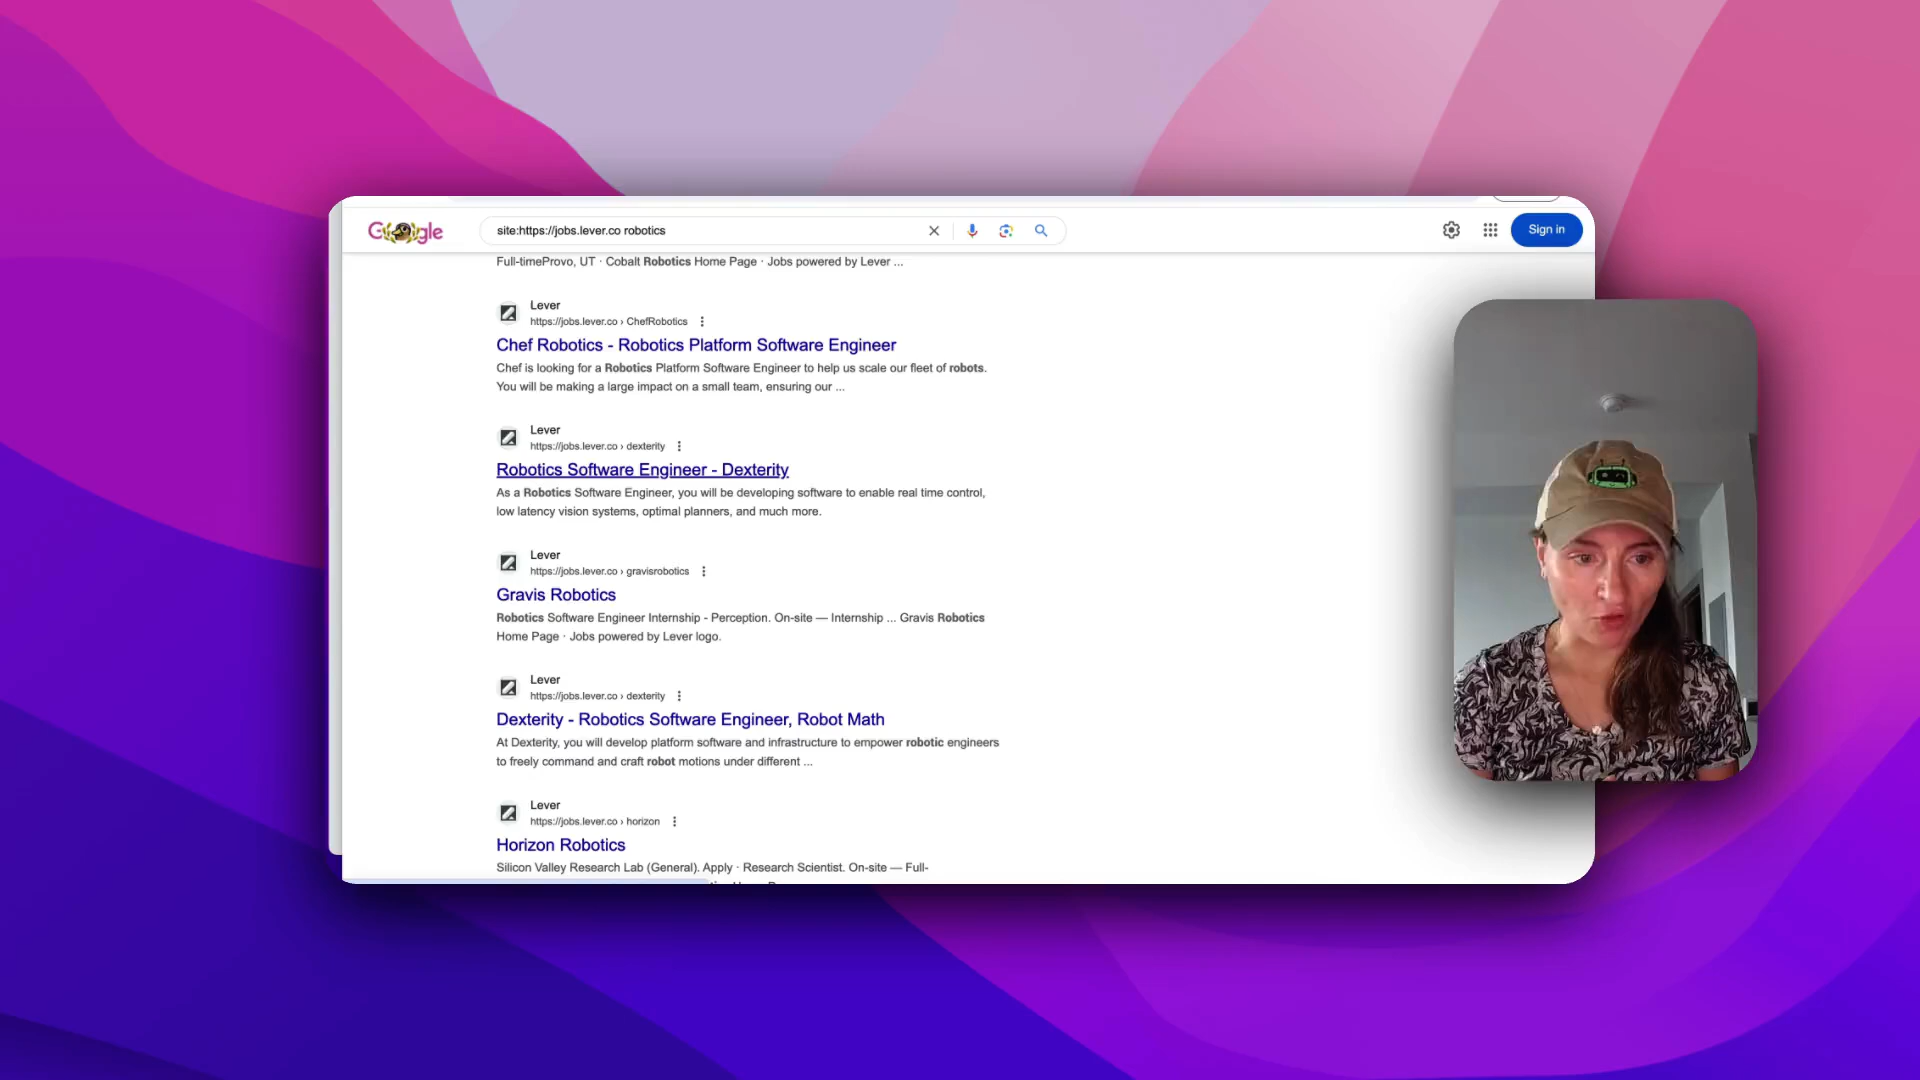 Google
site:https://jobs.lever.co robotics
Sign in
Full-timeProvo, UT · Cobalt Robotics Home Page · Jobs powered by Lever ...
Lever
https://jobs.lever.co › ChefRobotics
Chef Robotics - Robotics Platform Software Engineer
Chef is looking for a Robotics Platform Software Engineer to help us scale our fleet of robots.
You will be making a large impact on a small team, ensuring our ...
Lever
https://jobs.lever.co › dexterity
Robotics Software Engineer - Dexterity
As a Robotics Software Engineer, you will be developing software to enable real time control,
low latency vision systems, optimal planners, and much more.
Lever
https://jobs.lever.co › gravisrobotics
Gravis Robotics
Robotics Software Engineer Internship - Perception. On-site — Internship ... Gravis Robotics
Home Page · Jobs powered by Lever logo.
Lever
https://jobs.lever.co › dexterity
Dexterity - Robotics Software Engineer, Robot Math
At Dexterity, you will develop platform software and infrastructure to empower robotic engineers
to freely command and craft robot motions under different ...
Lever
https://jobs.lever.co › horizon
Horizon Robotics
Silicon Valley Research Lab (General). Apply · Research Scientist. On-site — Full-